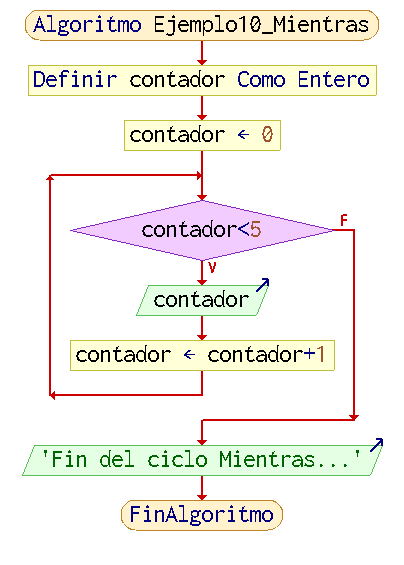 Algoritmo Ejemplo10_Mientras
Definir contador Como Entero
contador ← 0
contador<5
F
V
contador
contador ← contador+1
'Fin del ciclo Mientras...'
FinAlgoritmo